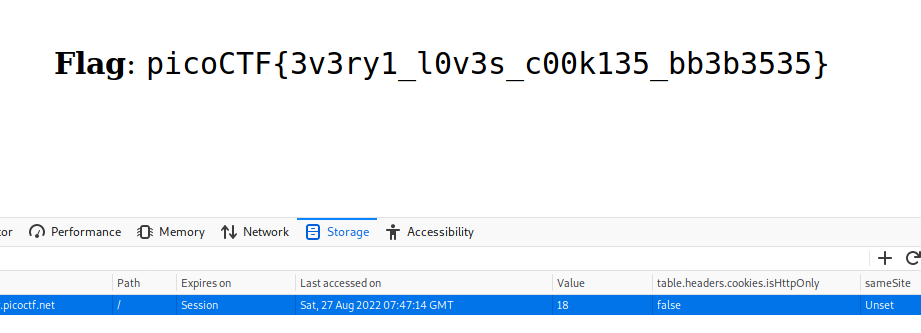 Flag: picoCTF{3v3ry1_l0v3s_c00k135_bb3b3535}
tor Performance Memory Network Storage Accessibility
Path Expires on Last accessed on Value table.headers.cookies.isHttpOnly sameSite
.picoctf.net / Session Sat, 27 Aug 2022 07:47:14 GMT 18 false Unset